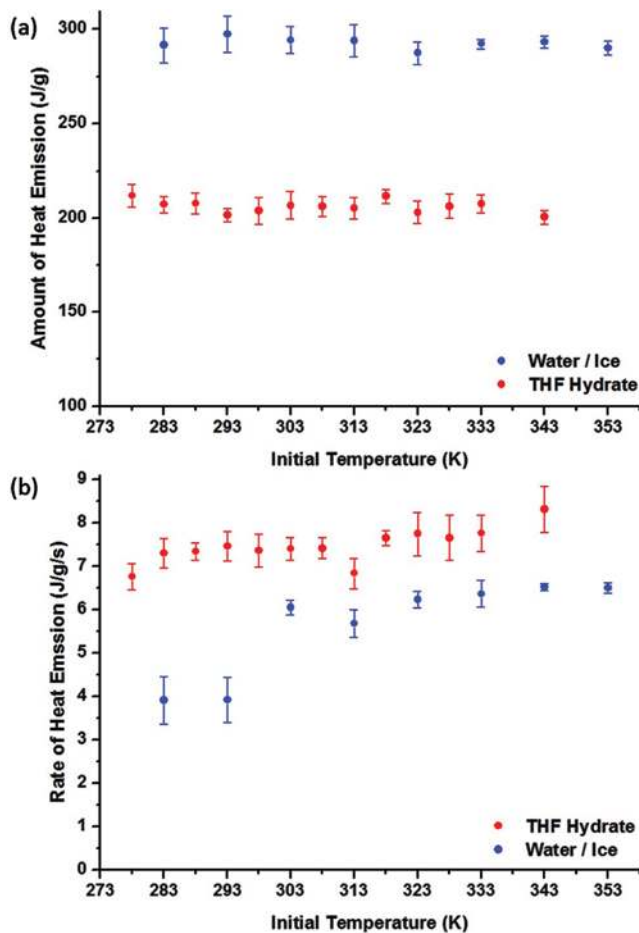 (a)
300
250
200
150
100
Amount of Heat Emission (J/g)
Water / Ice
THF Hydrate
273 283 293 303 313 323 333 343 353
Initial Temperature (K)
(b)
9
8
7
6
5
4
3
2
1
0
Rate of Heat Emssion (J/g/s)
THF Hydrate
Water / Ice
273 283 293 303 313 323 333 343 353
Initial Temperature (K)